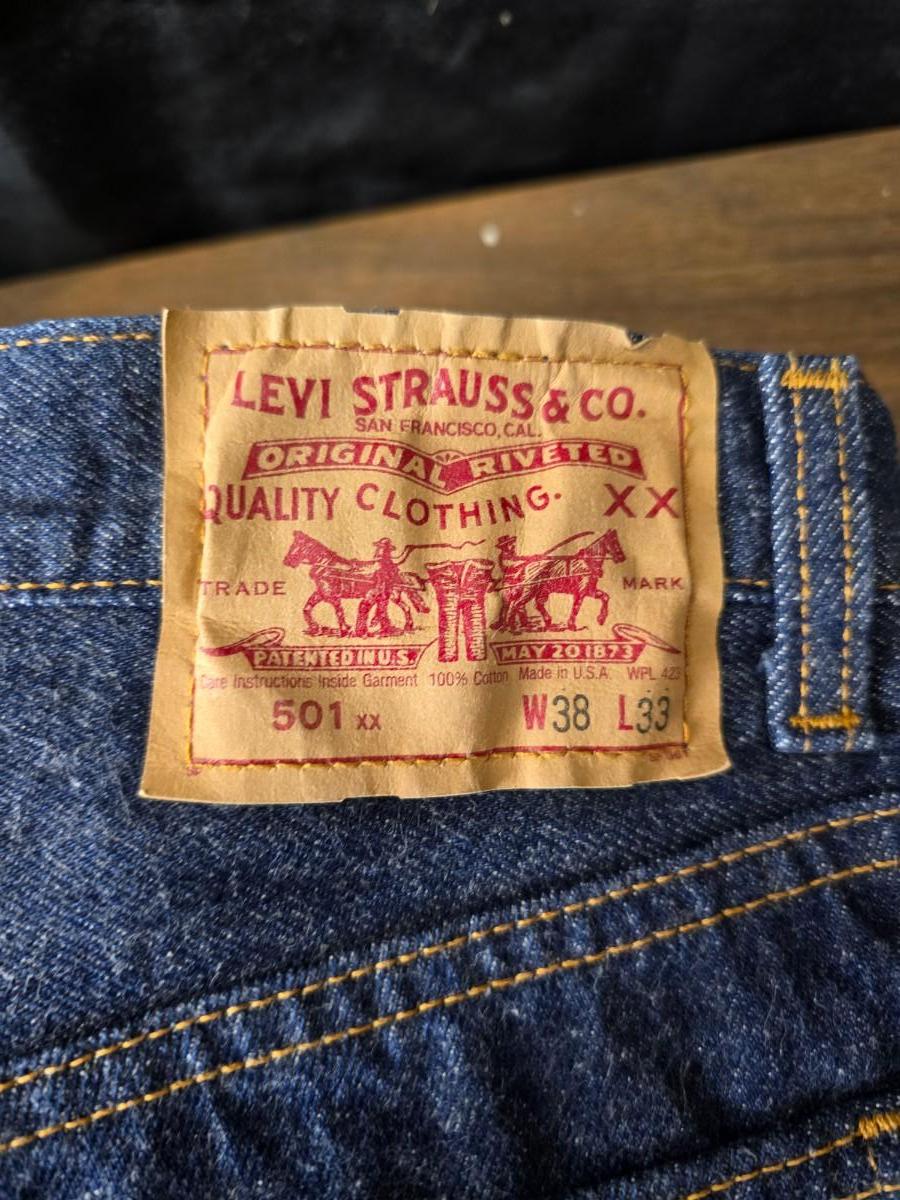 LEVI STRAUSS & CO.
SAN FRANCISCO, CAL.
ORIGINAL RIVETED
QUALITY CLOTHING. XX
TRADE MARK
PATENTED IN U.S. MAY 20 1873
Care Instructions Inside Garment 100% Cotton Made in U.S.A. WPL 423
501 XX W38 L33